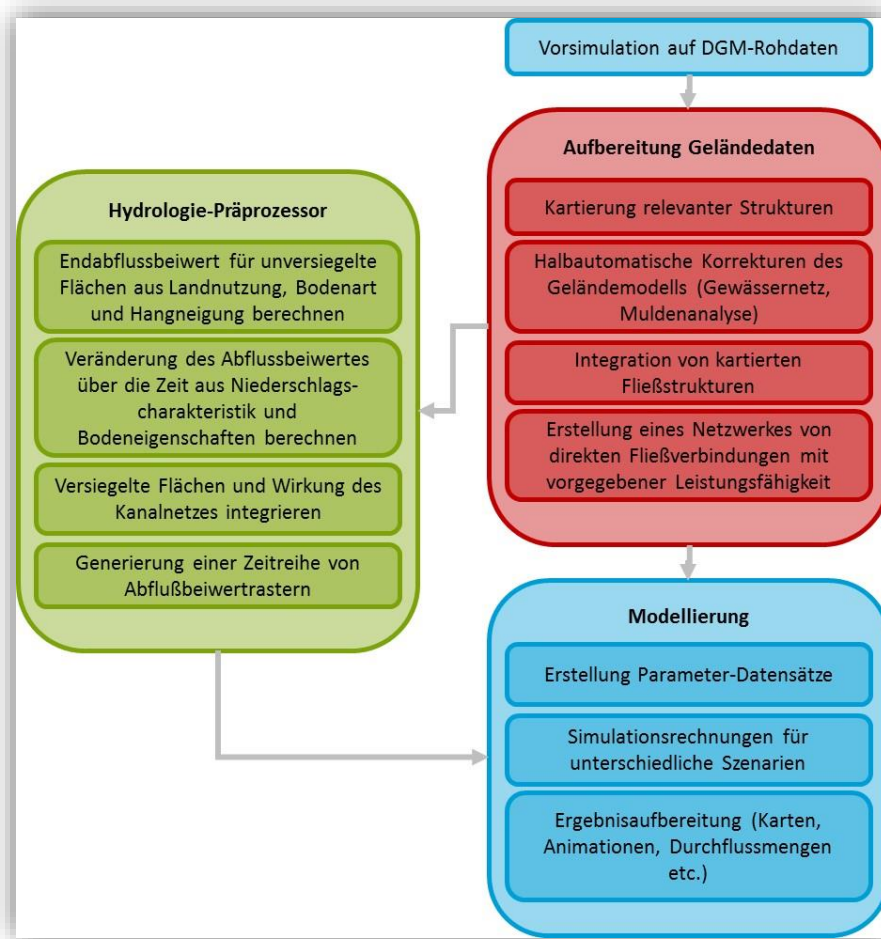 Vorsimulation auf DGM-Rohdaten
Aufbereitung Geländedaten
Kartierung relevanter Strukturen
Halbautomatische Korrekturen des
Geländemodells (Gewässernetz,
Muldenanalyse)
Integration von kartierten
Fließstrukturen
Erstellung eines Netzwerkes von
direkten Fließverbindungen mit
vorgegebener Leistungsfähigkeit
Hydrologie-Präprozessor
Endabflussbeiwert für unversiegelte
Flächen aus Landnutzung, Bodenart
und Hangneigung berechnen
Veränderung des Abflussbeiwertes
über die Zeit aus Niederschlags-
charakteristik und
Bodeneigenschaften berechnen
Versiegelte Flächen und Wirkung des
Kanalnetzes integrieren
Generierung einer Zeitreihe von
Abflußbeiwertrastern
Modellierung
Erstellung Parameter-Datensätze
Simulationsrechnungen für
unterschiedliche Szenarien
Ergebnisaufbereitung (Karten,
Animationen, Durchflussmengen
etc.)